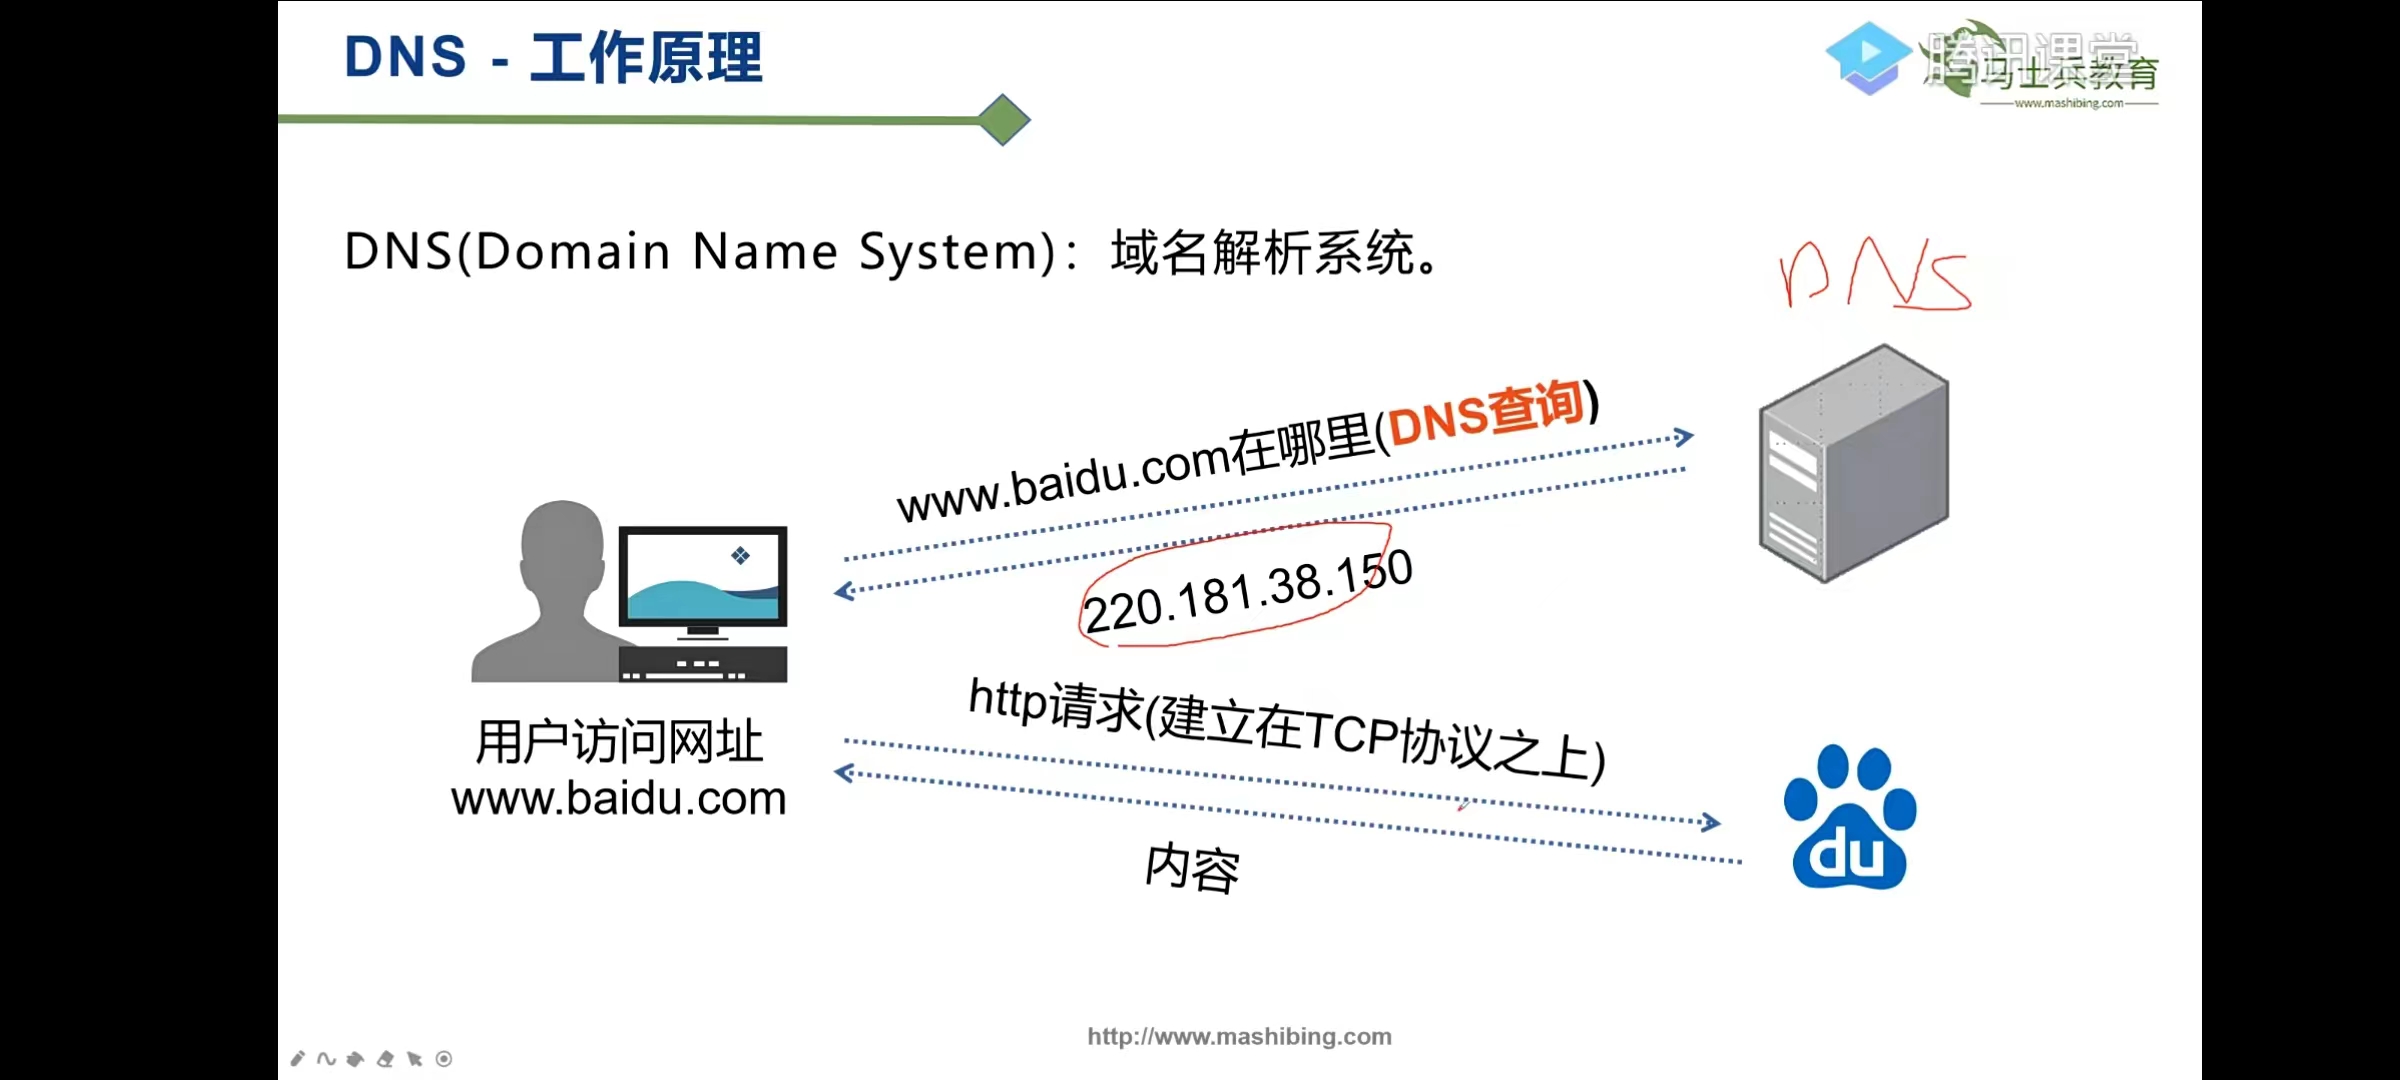 DNS - 工作原理
腾讯课堂
马士兵教育
www.mashibing.com
DNS(Domain Name System)：域名解析系统。
DNS
www.baidu.com在哪里(DNS查询)
220.181.38.150
http请求(建立在TCP协议之上)
用户访问网址
www.baidu.com
内容
du
http://www.mashibing.com